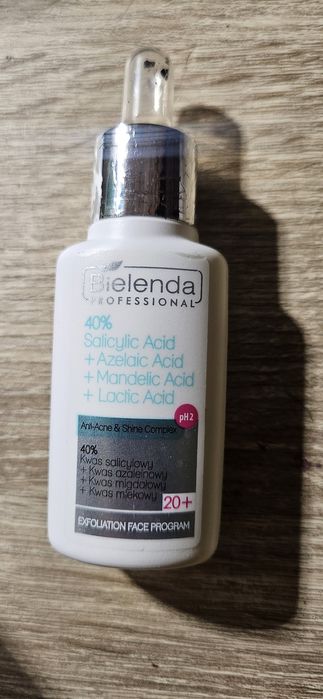 Bielenda
PROFESSIONAL
40%
Salicylic Acid
+ Azelaic Acid
+ Mandelic Acid
+ Lactic Acid
pH 2
Anti-Acne & Shine Complex
40%
Kwas salicylowy
+ Kwas azelainowy
+ Kwas migdałowy
+ Kwas mlekowy
20+
EXFOLIATION FACE PROGRAM